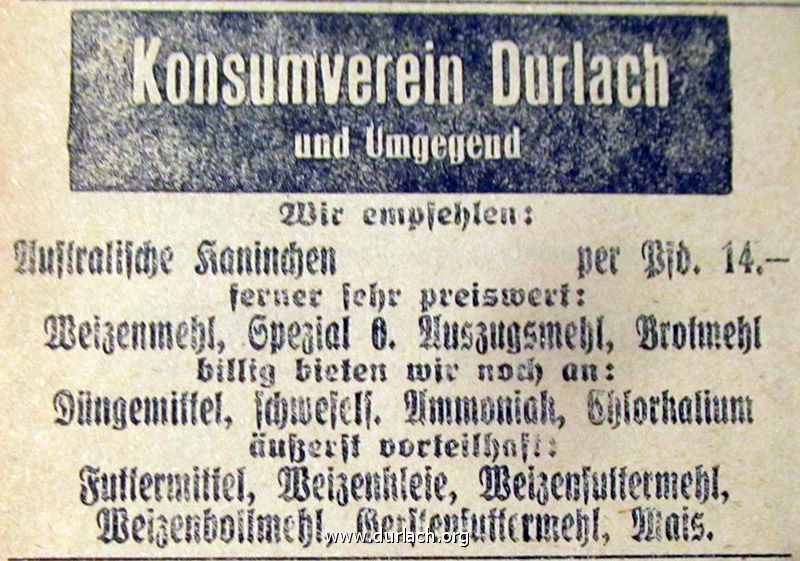 Konsumverein Durlach
und Umgegend
Wir empfehlen:
Australische Kaninchen per Pfd. 14.—
ferner sehr preiswert:
Weizenmehl, Spezial 0. Auszugsmehl, Brotmehl
billig bieten wir noch an:
Düngemittel, schwefels. Ammoniak, Chlorkalium
äußerst vorteilhaft:
Futtermittel, Weizenkleie, Weizenfuttermehl,
Weizenbollmehl, Gerstenfuttermehl, Mais.
www.durlach.org